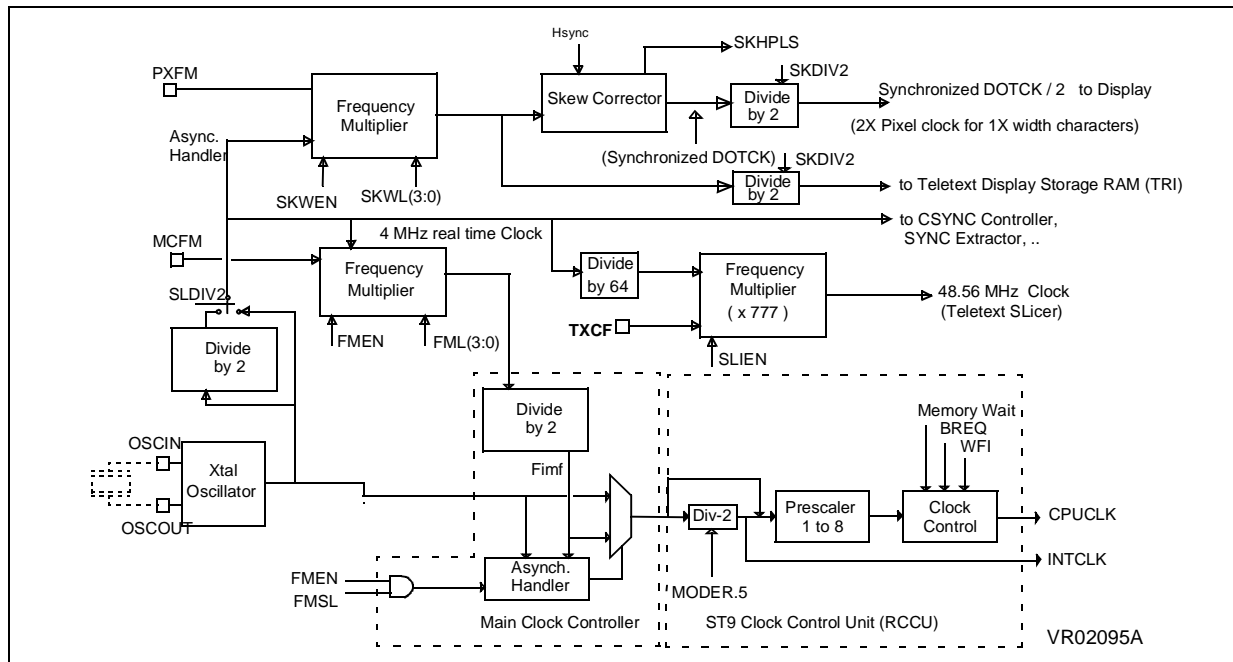 Hsync
SKHPLS
PXFM
SKDIV2
Frequency
Multiplier
Skew Corrector
Divide
by 2
Synchronized DOTCK / 2 to Display
(2X Pixel clock for 1X width characters)
Async.
Handler
(Synchronized DOTCK)
SKDIV2
SKWEN
SKWL(3:0)
Divide
by 2
to Teletext Display Storage RAM (TRI)
MCFM
4 MHz real time Clock
to CSYNC Controller,
SYNC Extractor, ..
Frequency
Multiplier
Divide
by 64
Frequency
Multiplier
( x 777 )
48.56 MHz Clock
(Teletext SLicer)
SLDIV2
TXCF
FMEN
FML(3:0)
SLIEN
Divide
by 2
Divide
by 2
Memory Wait
BREQ
WFI
OSCIN
Xtal
Oscillator
OSCOUT
Fimf
Div-2
Prescaler
1 to 8
Clock
Control
CPUCLK
INTCLK
FMEN
FMSL
Asynch.
Handler
MODER.5
Main Clock Controller
ST9 Clock Control Unit (RCCU)
VR02095A